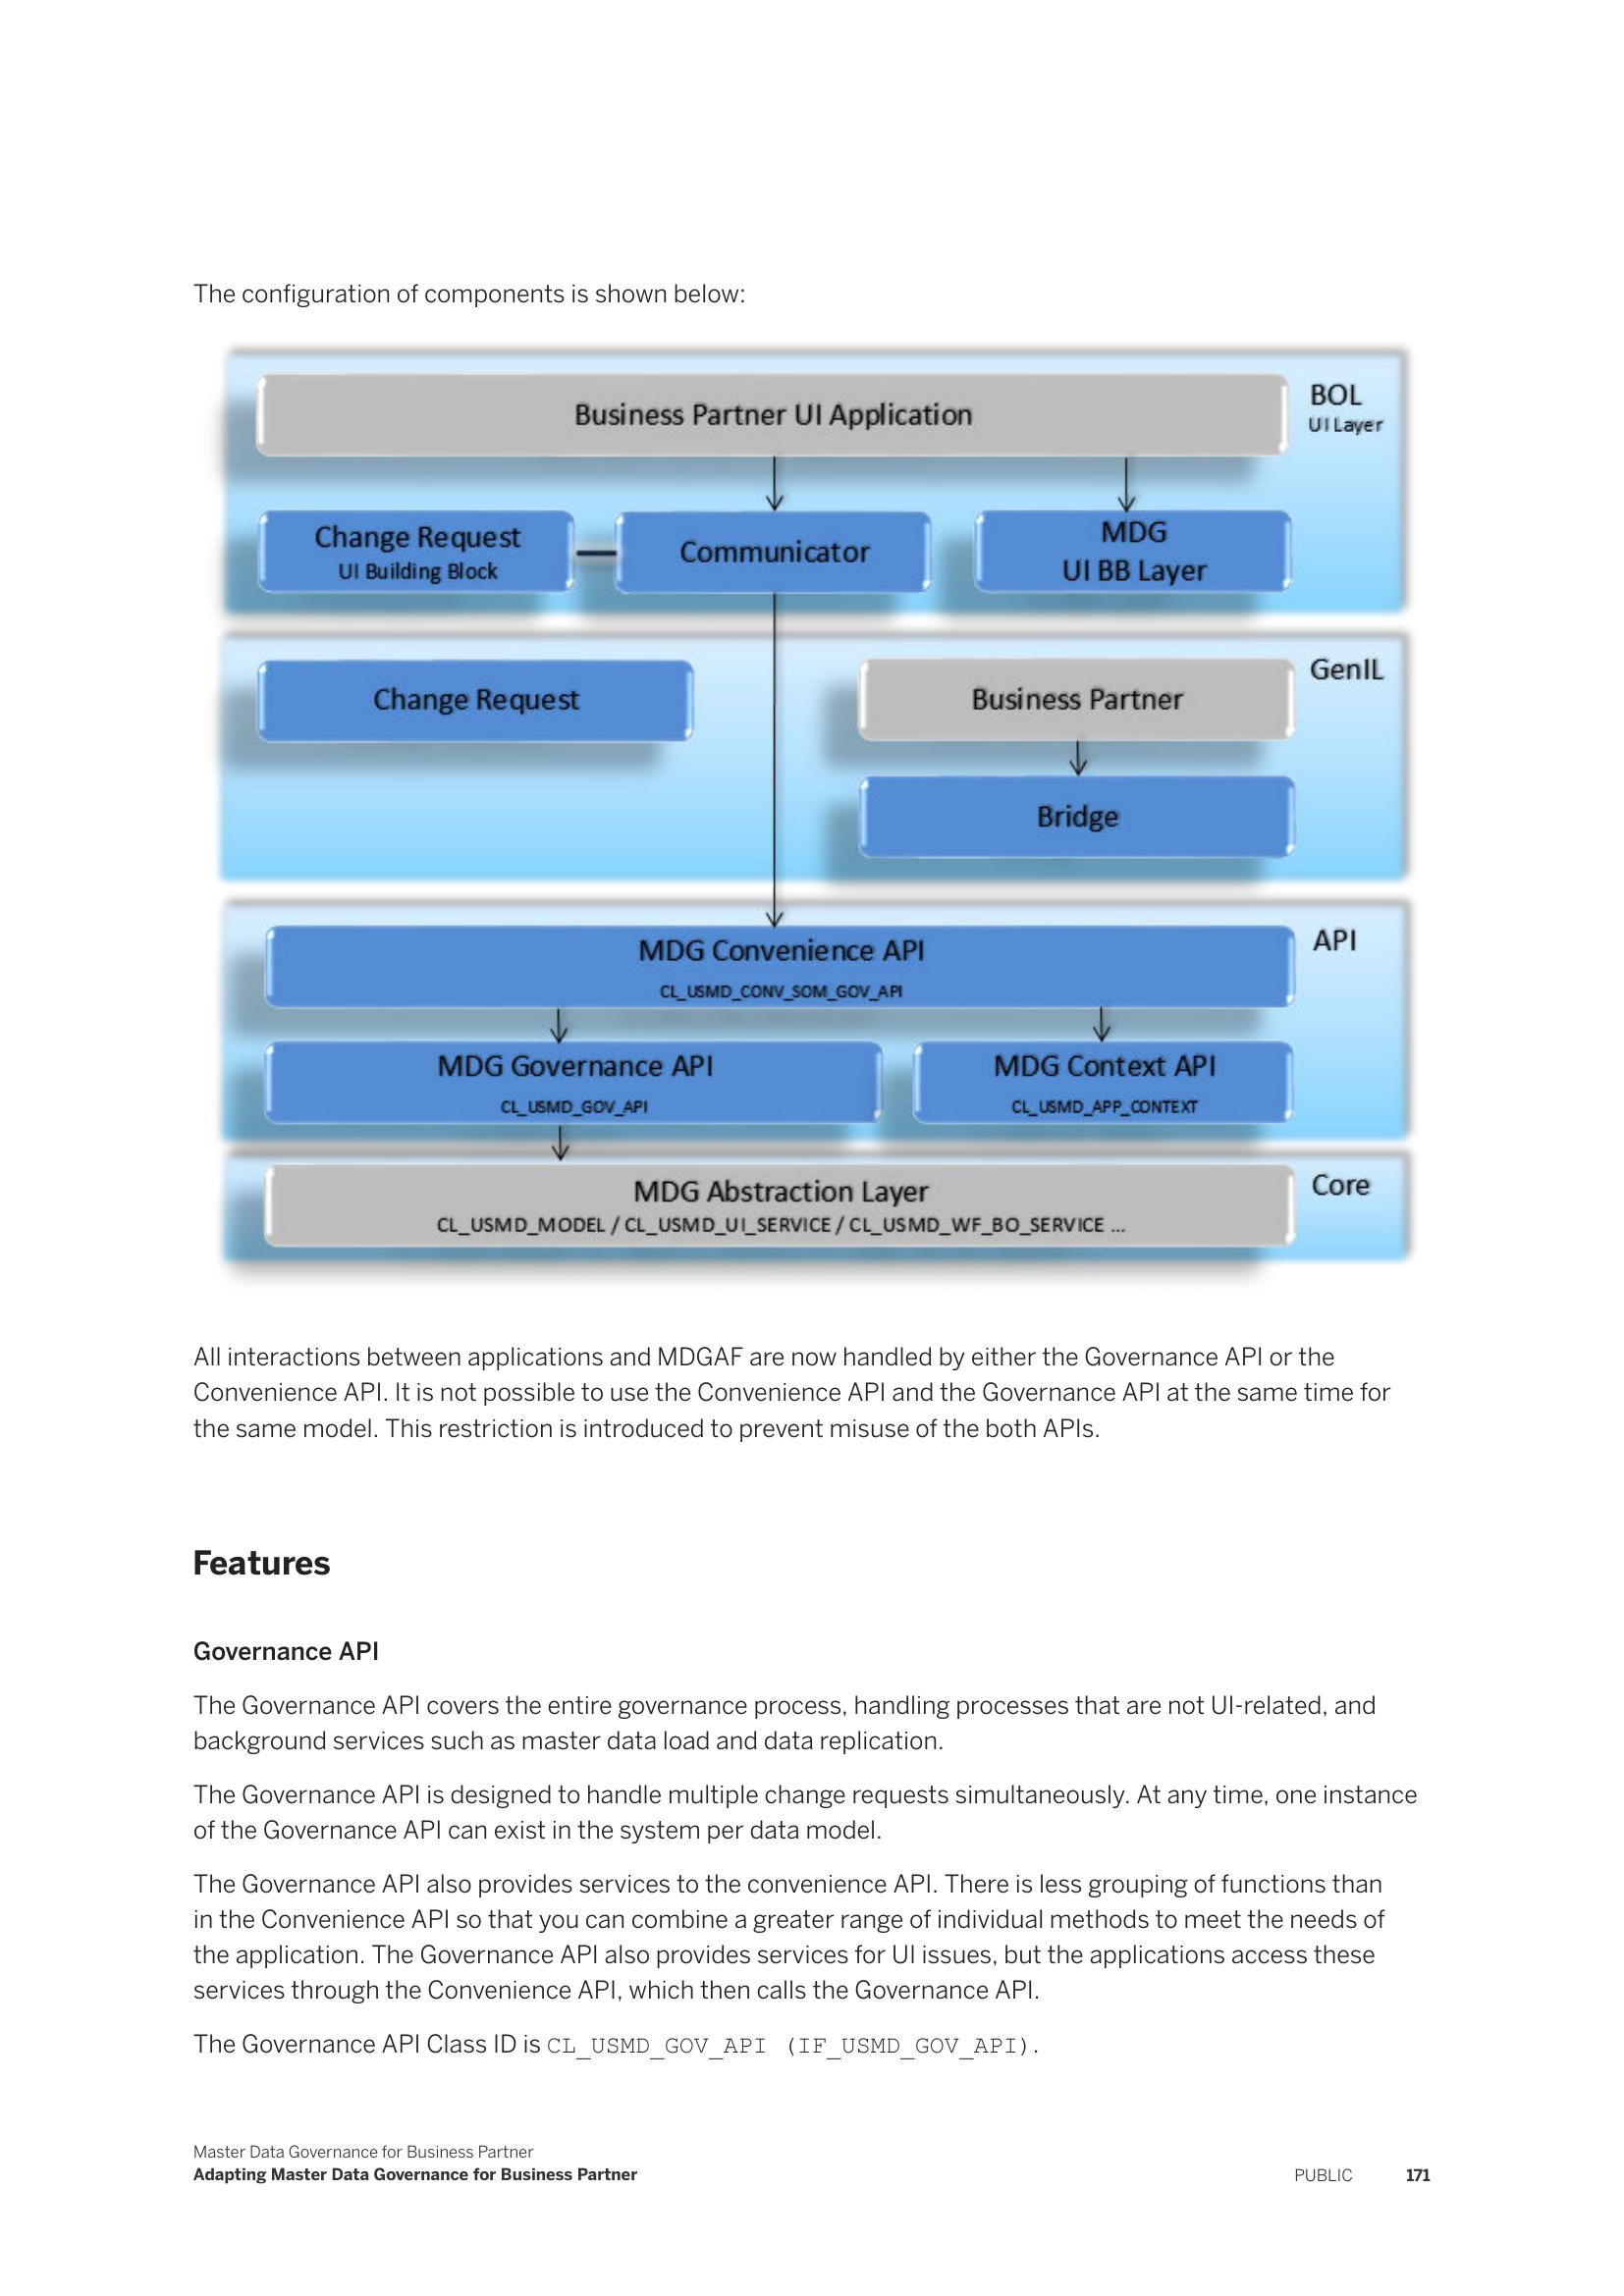 The configuration of components is shown below:
Business Partner UI Application
BOL
UI Layer
Change Request
UI Building Block
Communicator
MDG
UI BB Layer
GenIL
Change Request
Business Partner
Bridge
API
MDG Convenience API
CL_USMD_CONV_SOM_GOV_API
MDG Governance API
CL_USMD_GOV_API
MDG Context API
CL_USMD_APP_CONTEXT
Core
MDG Abstraction Layer
CL_USMD_MODEL / CL_USMD_UI_SERVICE / CL_USMD_WF_BO_SERVICE ...
All interactions between applications and MDGAF are now handled by either the Governance API or the
Convenience API. It is not possible to use the Convenience API and the Governance API at the same time for
the same model. This restriction is introduced to prevent misuse of the both APIs.
Features
Governance API
The Governance API covers the entire governance process, handling processes that are not UI-related, and
background services such as master data load and data replication.
The Governance API is designed to handle multiple change requests simultaneously. At any time, one instance
of the Governance API can exist in the system per data model.
The Governance API also provides services to the convenience API. There is less grouping of functions than
in the Convenience API so that you can combine a greater range of individual methods to meet the needs of
the application. The Governance API also provides services for UI issues, but the applications access these
services through the Convenience API, which then calls the Governance API.
The Governance API Class ID is CL_USMD_GOV_API (IF_USMD_GOV_API).
Master Data Governance for Business Partner
Adapting Master Data Governance for Business Partner
PUBLIC 171